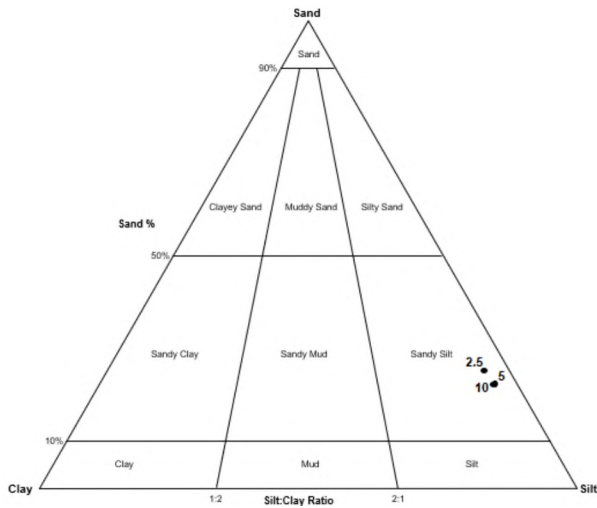 Sand
Sand
90%
Clayey Sand Muddy Sand Silty Sand
Sand %
50%
Sandy Clay Sandy Mud Sandy Silt
2.5
5
10
10%
Clay Mud Silt
Clay Silt
1:2 Silt:Clay Ratio 2:1